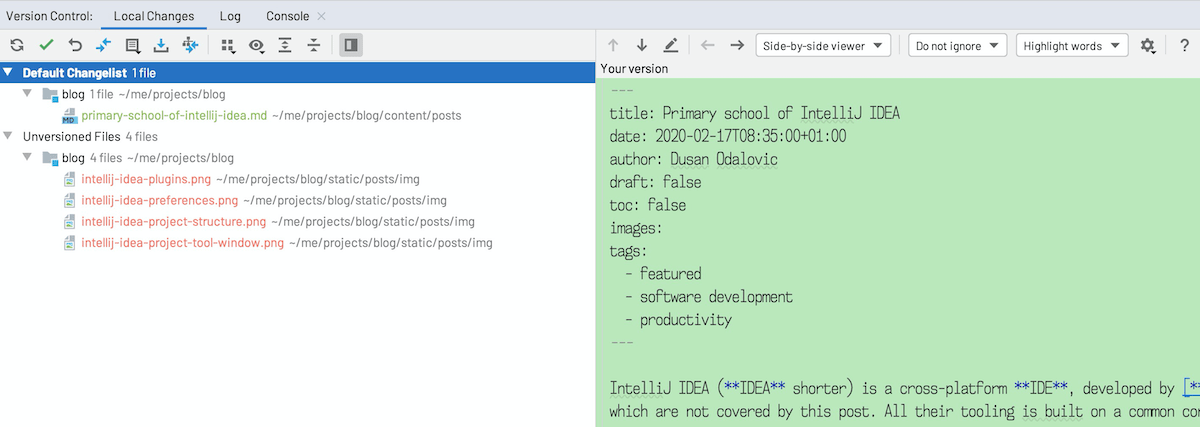 Version Control: Local Changes Log Console
Side-by-side viewer Do not ignore Highlight words ?
Default Changelist 1 file
blog 1 file ~/me/projects/blog
MD primary-school-of-intellij-idea.md ~/me/projects/blog/content/posts
Unversioned Files 4 files
blog 4 files ~/me/projects/blog
intellij-idea-plugins.png ~/me/projects/blog/static/posts/img
intellij-idea-preferences.png ~/me/projects/blog/static/posts/img
intellij-idea-project-structure.png ~/me/projects/blog/static/posts/img
intellij-idea-project-tool-window.png ~/me/projects/blog/static/posts/img
Your version
---
title: Primary school of IntelliJ IDEA
date: 2020-02-17T08:35:00+01:00
author: Dusan Odalovic
draft: false
toc: false
images:
tags:
- featured
- software development
- productivity
---
IntelliJ IDEA (**IDEA** shorter) is a cross-platform **IDE**, developed by [**
which are not covered by this post. All their tooling is built on a common